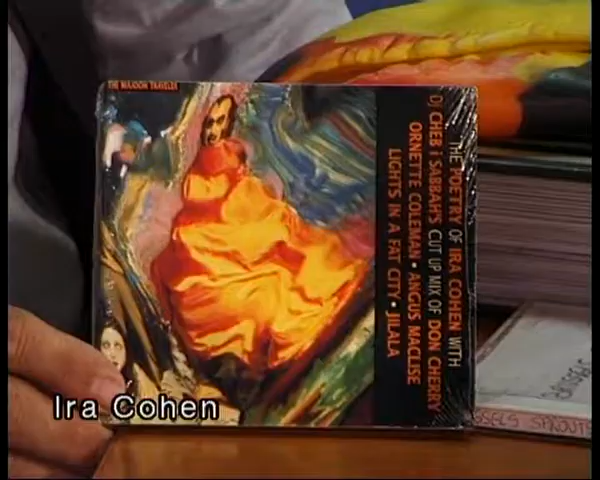 THE MAJOON TRAVELER
THE POETRY OF IRA COHEN WITH
DJ CHEB i SABBAH'S CUT UP MIX OF DON CHERRY
ORNETTE COLEMAN • ANGUS MACLISE
LIGHTS IN A FAT CITY • JILALA
Ira Cohen
SPROUTS